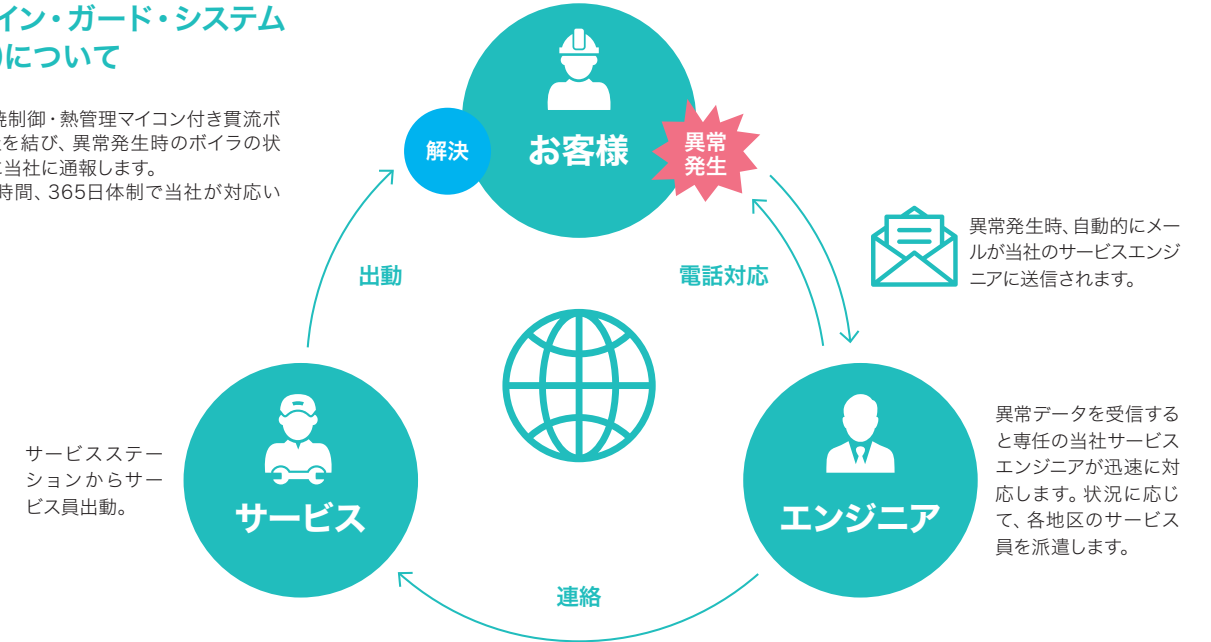 イン・ガード・システム
について
焼制御・熱管理マイコン付き貫流ボ
を結び、異常発生時のボイラの状
に当社に通報します。
時間、365日体制で当社が対応い
解決
お客様
異常
発生
出動
電話対応
異常発生時、自動的にメー
ルが当社のサービスエンジ
ニアに送信されます。
サービスステー
ションからサー
ビス員出動。
サービス
エンジニア
異常データを受信する
と専任の当社サービス
エンジニアが迅速に対
応します。状況に応じ
て、各地区のサービス
員を派遣します。
連絡